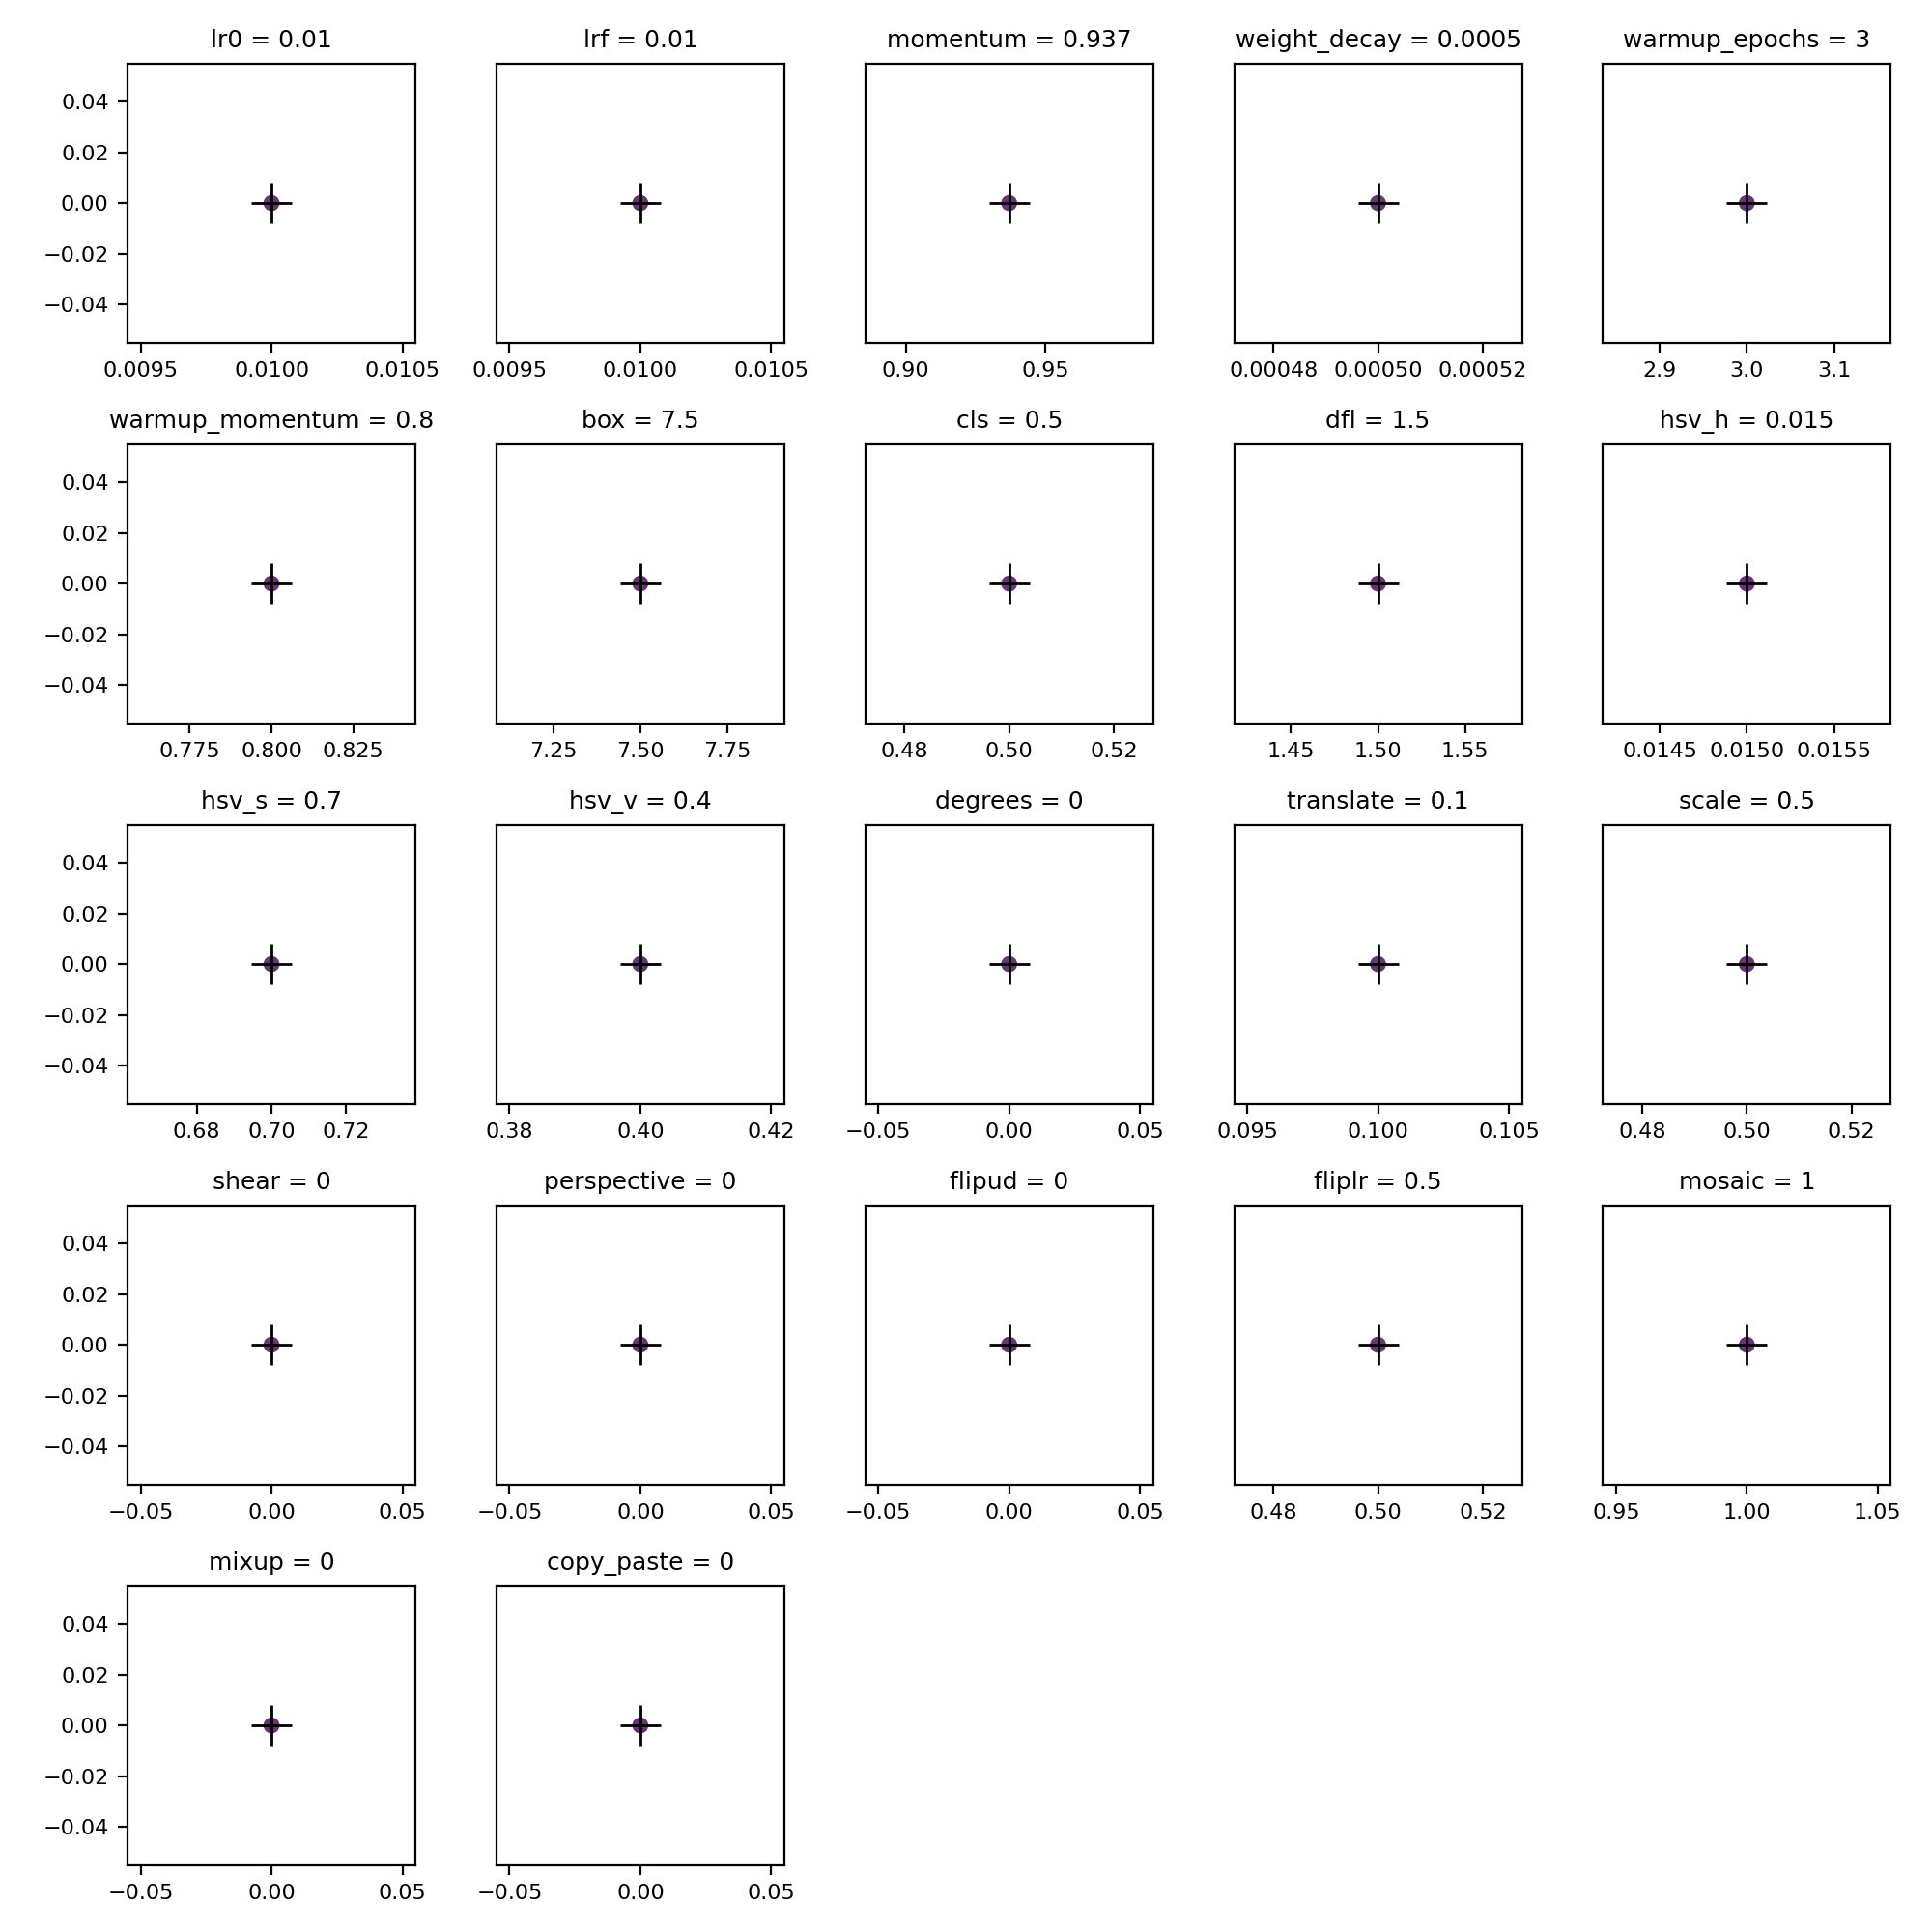 lr0 = 0.01
lrf = 0.01
momentum = 0.937
weight_decay = 0.0005
warmup_epochs = 3
0.04
0.02
0.00
−0.02
−0.04
0.0095 0.0100 0.0105
0.0095 0.0100 0.0105
0.90 0.95
0.00048 0.00050 0.00052
2.9 3.0 3.1
warmup_momentum = 0.8
box = 7.5
cls = 0.5
dfl = 1.5
hsv_h = 0.015
0.04
0.02
0.00
−0.02
−0.04
0.775 0.800 0.825
7.25 7.50 7.75
0.48 0.50 0.52
1.45 1.50 1.55
0.0145 0.0150 0.0155
hsv_s = 0.7
hsv_v = 0.4
degrees = 0
translate = 0.1
scale = 0.5
0.04
0.02
0.00
−0.02
−0.04
0.68 0.70 0.72
0.38 0.40 0.42
−0.05 0.00 0.05
0.095 0.100 0.105
0.48 0.50 0.52
shear = 0
perspective = 0
flipud = 0
fliplr = 0.5
mosaic = 1
0.04
0.02
0.00
−0.02
−0.04
−0.05 0.00 0.05
−0.05 0.00 0.05
−0.05 0.00 0.05
0.48 0.50 0.52
0.95 1.00 1.05
mixup = 0
copy_paste = 0
0.04
0.02
0.00
−0.02
−0.04
−0.05 0.00 0.05
−0.05 0.00 0.05